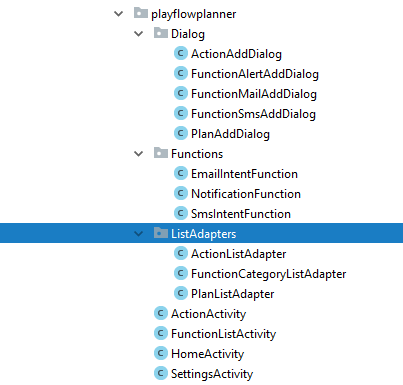 playflowplanner
Dialog
ActionAddDialog
FunctionAlertAddDialog
FunctionMailAddDialog
FunctionSmsAddDialog
PlanAddDialog
Functions
EmailIntentFunction
NotificationFunction
SmsIntentFunction
ListAdapters
ActionListAdapter
FunctionCategoryListAdapter
PlanListAdapter
ActionActivity
FunctionListActivity
HomeActivity
SettingsActivity